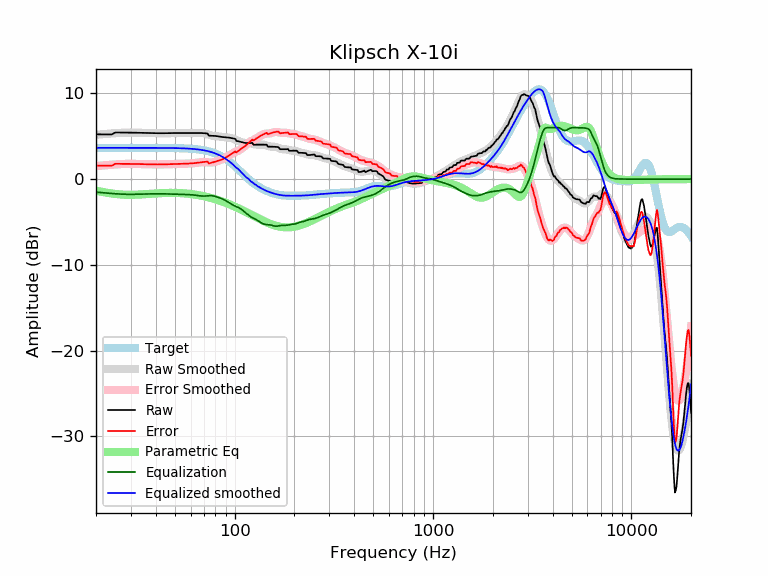 Klipsch X-10i
10
0
−10
−20
−30
Amplitude (dBr)
Target
Raw Smoothed
Error Smoothed
Raw
Error
Parametric Eq
Equalization
Equalized smoothed
100
1000
10000
Frequency (Hz)